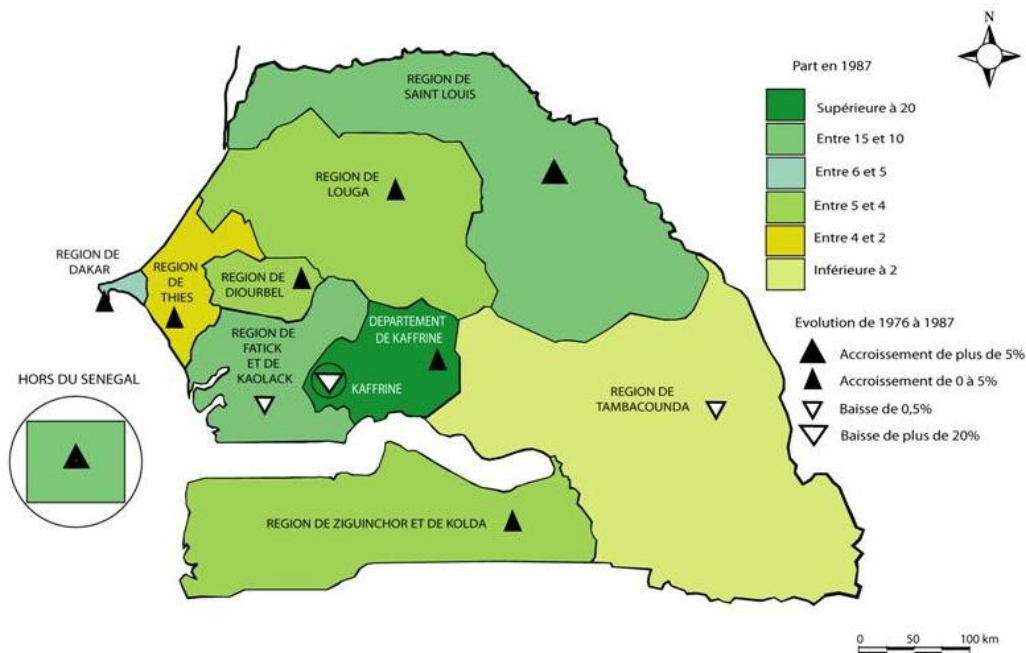 N
REGION DE
SAINT LOUIS
REGION DE
LOUGA
REGION DE
DAKAR
REGION
DE
THIES
REGION DE
DIOURBEL
REGION DE
FATICK
ET DE
KAOLACK
DEPARTEMENT
DE KAFFRINE
KAFFRINE
HORS DU SENEGAL
REGION DE
TAMBACOUNDA
REGION DE ZIGUINCHOR ET DE KOLDA
Part en 1987
Supérieure à 20
Entre 15 et 10
Entre 6 et 5
Entre 5 et 4
Entre 4 et 2
Inférieure à 2
Evolution de 1976 à 1987
Accroissement de plus de 5%
Accroissement de 0 à 5%
Baisse de 0,5%
Baisse de plus de 20%
0 50 100 km